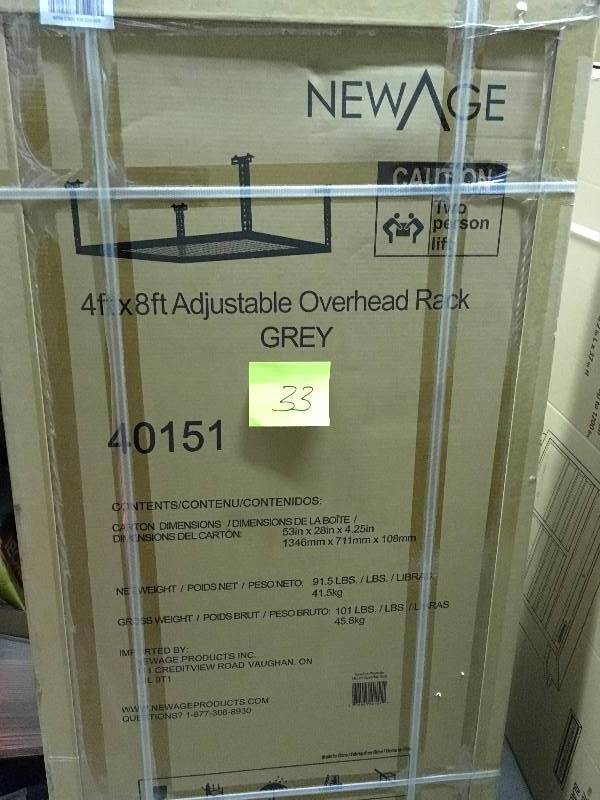 NEWAGE
CAUTION
Two
person
lift
4ft x8ft Adjustable Overhead Rack
GREY
33
40151
CONTENTS/CONTENU/CONTENIDOS:
CARTON DIMENSIONS / DIMENSIONS DE LA BOÎTE /
DIMENSIONS DEL CARTÓN:
53in x 28in x 4.25in
1346mm x 711mm x 108mm
NET WEIGHT / POIDS NET / PESO NETO: 91.5 LBS. / LBS. / LIBRAS
41.5kg
GROSS WEIGHT / POIDS BRUT / PESO BRUTO: 101 LBS. / LBS. / LIBRAS
45.8kg
IMPORTED BY:
NEWAGE PRODUCTS INC.
CREDITVIEW ROAD VAUGHAN, ON
9T1
WWW.NEWAGEPRODUCTS.COM
QUESTIONS? 1-877-306-8930